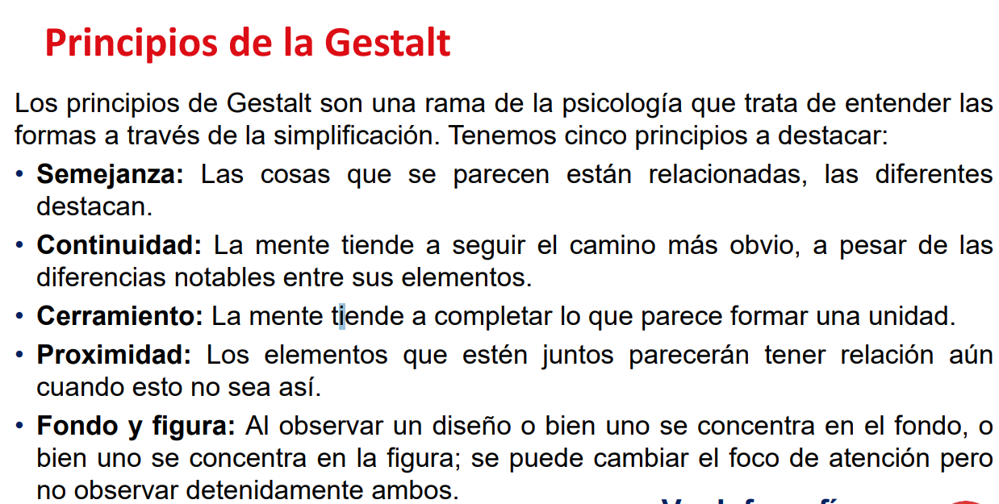 Principios de la Gestalt
Los principios de Gestalt son una rama de la psicología que trata de entender las
formas a través de la simplificación. Tenemos cinco principios a destacar:
• Semejanza: Las cosas que se parecen están relacionadas, las diferentes
destacan.
• Continuidad: La mente tiende a seguir el camino más obvio, a pesar de las
diferencias notables entre sus elementos.
• Cerramiento: La mente tiende a completar lo que parece formar una unidad.
• Proximidad: Los elementos que estén juntos parecerán tener relación aún
cuando esto no sea así.
• Fondo y figura: Al observar un diseño o bien uno se concentra en el fondo, o
bien uno se concentra en la figura; se puede cambiar el foco de atención pero
no observar detenidamente ambos.